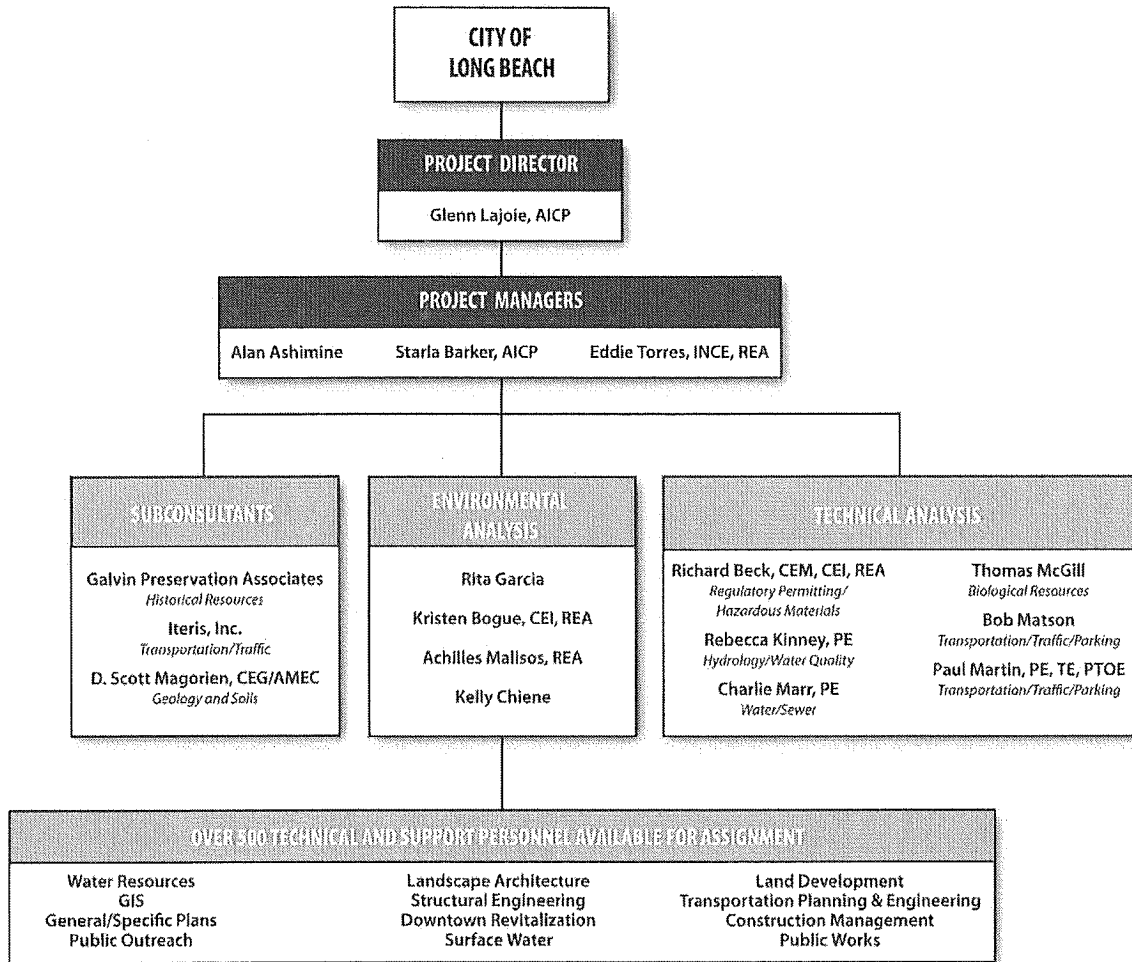 CITY OF
LONG BEACH
PROJECT DIRECTOR
Glenn Lajoie, AICP
PROJECT MANAGERS
Alan Ashimine
Starla Barker, AICP
Eddie Torres, INCE, REA
SUBCONSULTANTS
Galvin Preservation Associates
Historical Resources
Iteris, Inc.
Transportation/Traffic
D. Scott Magorien, CEG/AMEC
Geology and Soils
ENVIRONMENTAL
ANALYSIS
Rita Garcia
Kristen Bogue, CEI, REA
Achilles Malisos, REA
Kelly Chiene
TECHNICAL ANALYSIS
Richard Beck, CEM, CEI, REA
Regulatory Permitting/
Hazardous Materials
Rebecca Kinney, PE
Hydrology/Water Quality
Charlie Marr, PE
Water/Sewer
Thomas McGill
Biological Resources
Bob Matson
Transportation/Traffic/Parking
Paul Martin, PE, TE, PTOE
Transportation/Traffic/Parking
OVER 500 TECHNICAL AND SUPPORT PERSONNEL AVAILABLE FOR ASSIGNMENT
Water Resources
GIS
General/Specific Plans
Public Outreach
Landscape Architecture
Structural Engineering
Downtown Revitalization
Surface Water
Land Development
Transportation Planning & Engineering
Construction Management
Public Works